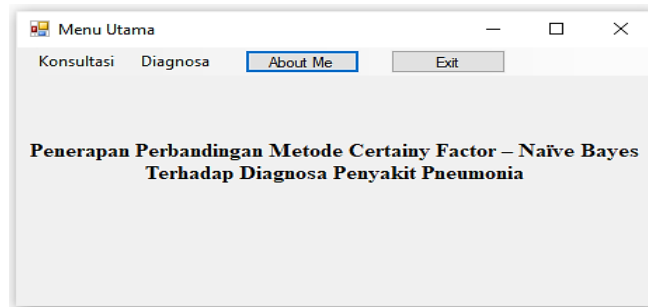 Menu Utama
Konsultasi Diagnosa About Me Exit
Penerapan Perbandingan Metode Certainy Factor – Naïve Bayes
Terhadap Diagnosa Penyakit Pneumonia